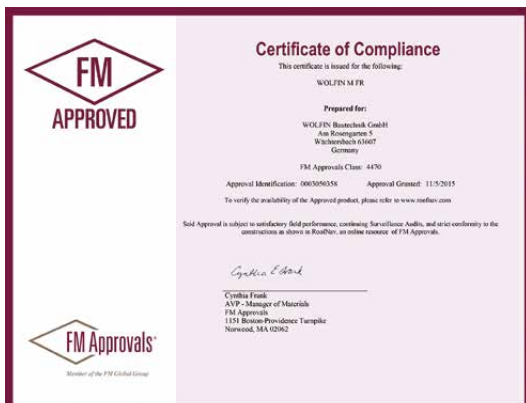 FM
APPROVED
FM Approvals
Member of the FM Global Group
Certificate of Compliance
This certificate is issued for the following:
WOLFIN M FR
Prepared for:
WOLFIN Bautechnik GmbH
Am Rosengarten 5
Wächtersbach 63607
Germany
FM Approvals Class: 4470
Approval Identification: 0003050358 Approval Granted: 11/5/2015
To verify the availability of the Approved product, please refer to www.roofnav.com
Said Approval is subject to satisfactory field performance, continuing Surveillance Audits, and strict conformity to the
constructions as shown in RoofNav, an online resource of FM Approvals.
Cynthia E Frank
Cynthia Frank
AVP - Manager of Materials
FM Approvals
1151 Boston-Providence Turnpike
Norwood, MA 02062